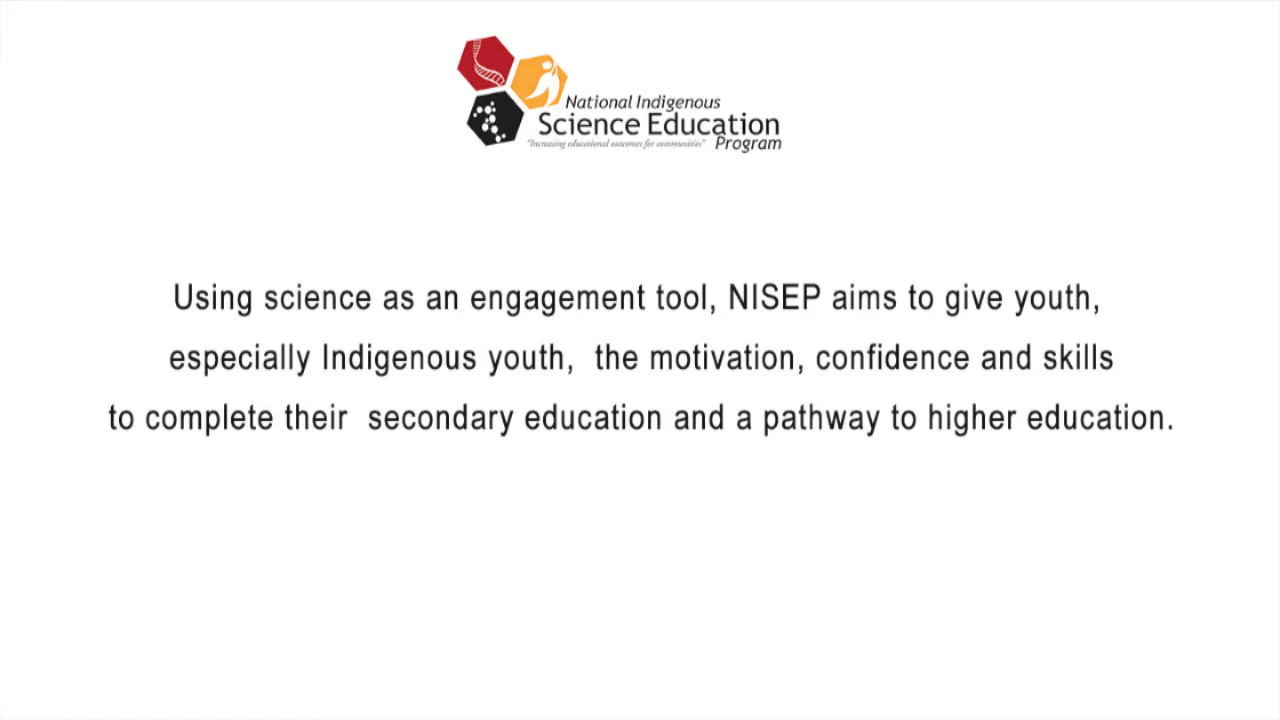 National Indigenous
Science Education
"Increasing educational outcomes for communities" Program
Using science as an engagement tool, NISEP aims to give youth,
especially Indigenous youth,  the motivation, confidence and skills
to complete their  secondary education and a pathway to higher education.